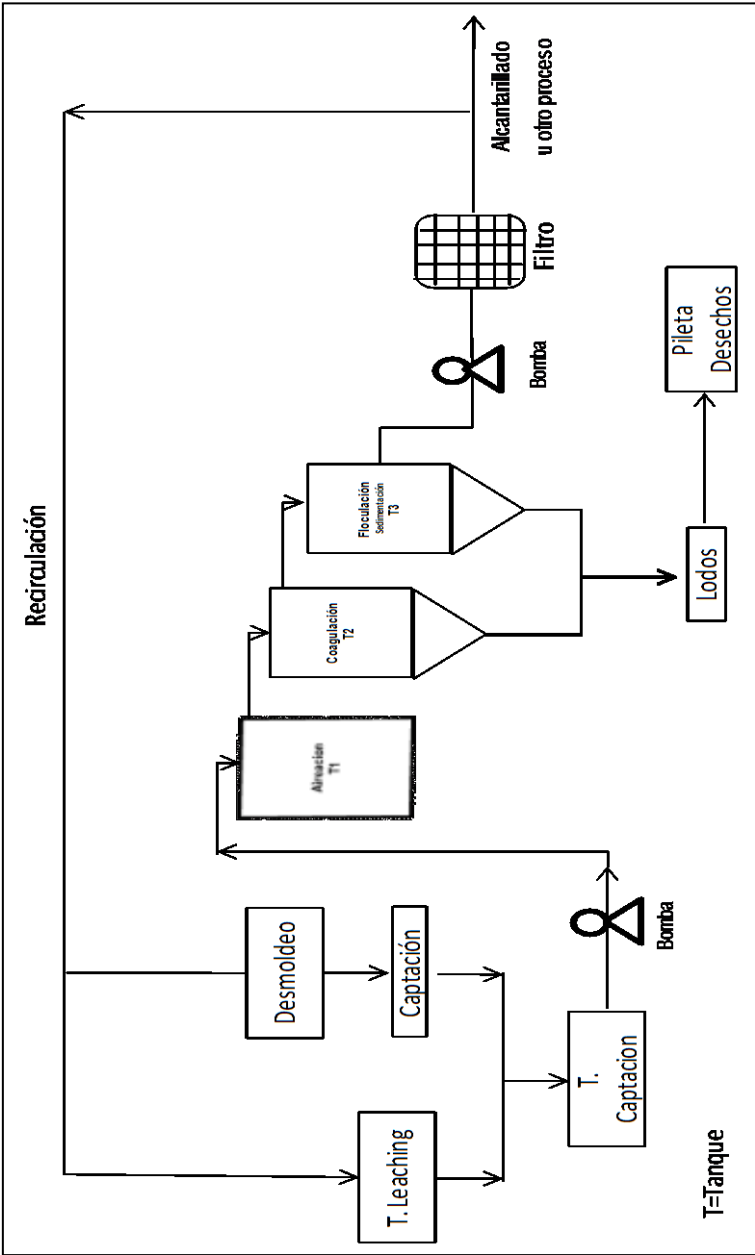 Recirculación
Desmoldeo
Captación
T. Leaching
T.
Captacion
Bomba
Aireacion
T1
Coagulación
T2
Floculación
Sedimentación
T3
Bomba
Filtro
Alcantarillado
u otro proceso
Lodos
Pileta
Desechos
T=Tanque